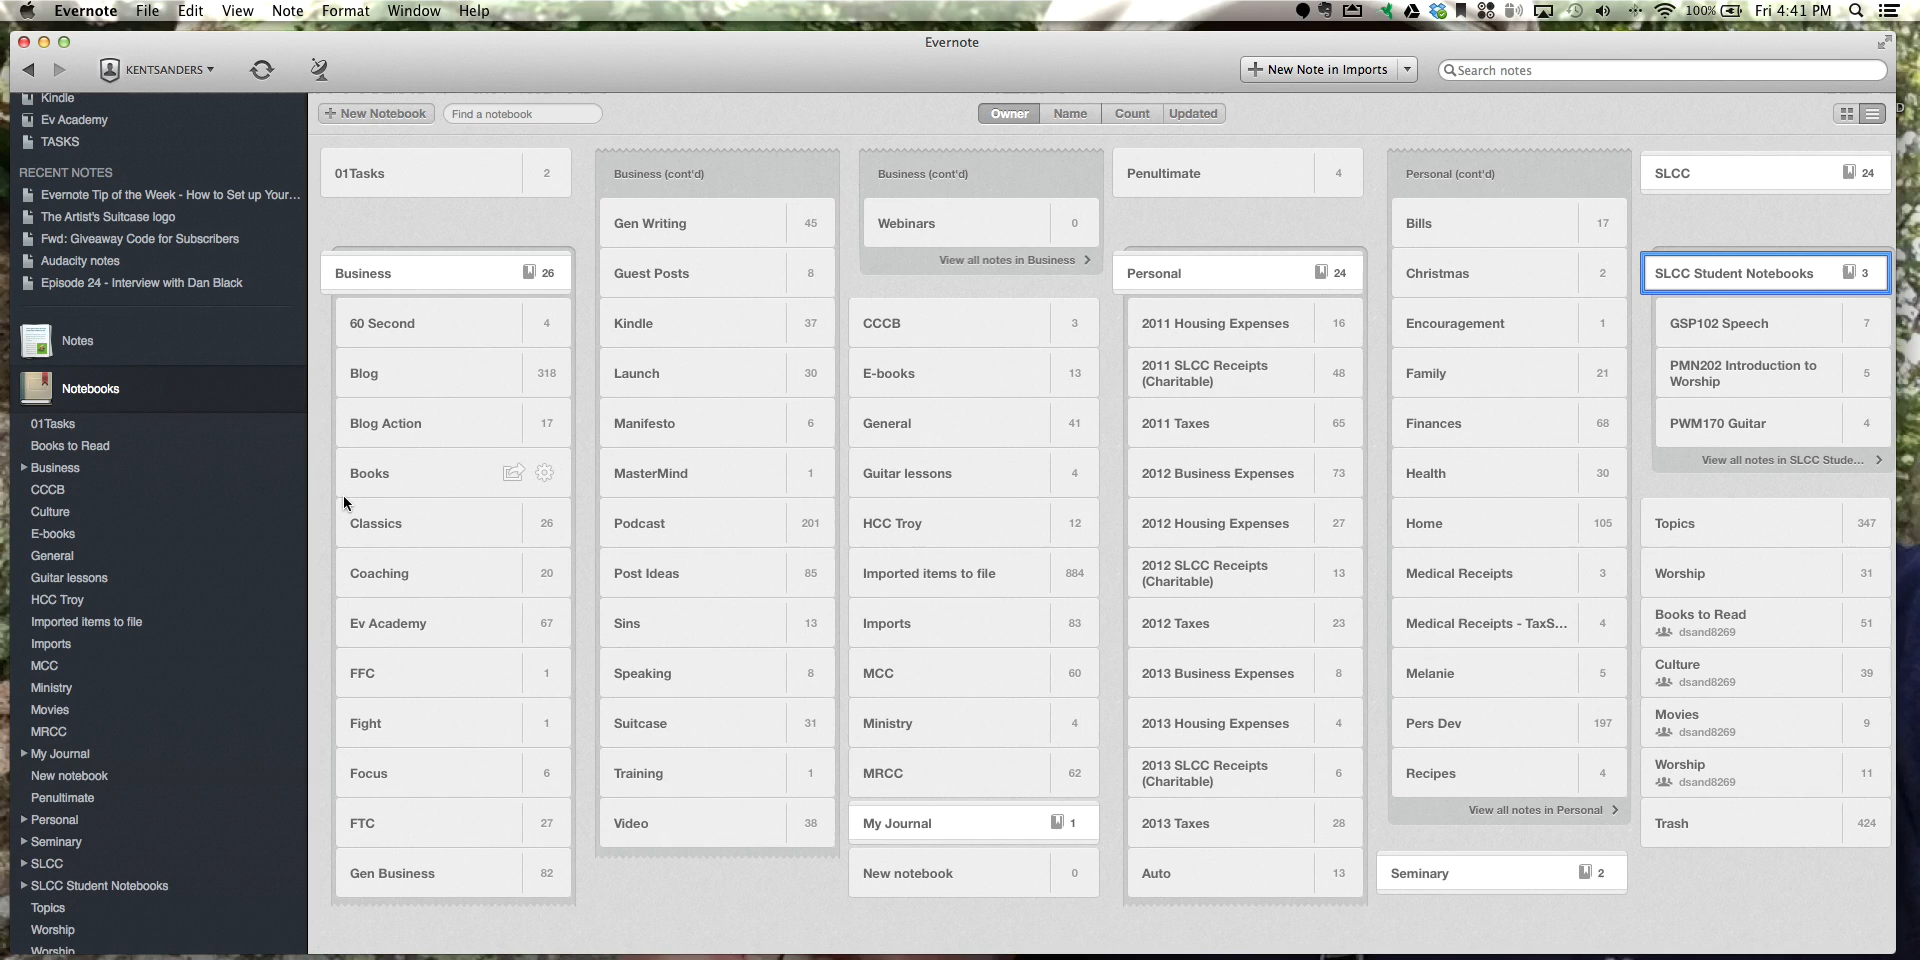 Evernote File Edit View Note Format Window Help
100% Fri 4:41 PM
Evernote
KENTSANDERS
New Note in Imports
Search notes
Kindle
Ev Academy
TASKS
RECENT NOTES
Evernote Tip of the Week - How to Set up Your...
The Artist's Suitcase logo
Fwd: Giveaway Code for Subscribers
Audacity notes
Episode 24 - Interview with Dan Black
Notes
Notebooks
01Tasks
Books to Read
Business
CCCB
Culture
E-books
General
Guitar lessons
HCC Troy
Imported items to file
Imports
MCC
Ministry
Movies
MRCC
My Journal
New notebook
Penultimate
Personal
Seminary
SLCC
SLCC Student Notebooks
Topics
Worship
Worship
+ New Notebook
Find a notebook
Owner Name Count Updated
01Tasks 2
Business 26
60 Second 4
Blog 318
Blog Action 17
Books
Classics 26
Coaching 20
Ev Academy 67
FFC 1
Fight 1
Focus 6
FTC 27
Gen Business 82
Business (cont'd)
Gen Writing 45
Guest Posts 8
Kindle 37
Launch 30
Manifesto 6
MasterMind 1
Podcast 201
Post Ideas 85
Sins 13
Speaking 8
Suitcase 31
Training 1
Video 38
Business (cont'd)
Webinars 0
View all notes in Business
CCCB 3
E-books 13
General 41
Guitar lessons 4
HCC Troy 12
Imported items to file 884
Imports 83
MCC 60
Ministry 4
MRCC 62
My Journal 1
New notebook 0
Penultimate 4
Personal 24
2011 Housing Expenses 16
2011 SLCC Receipts
(Charitable) 48
2011 Taxes 65
2012 Business Expenses 73
2012 Housing Expenses 27
2012 SLCC Receipts
(Charitable) 13
2012 Taxes 23
2013 Business Expenses 8
2013 Housing Expenses 4
2013 SLCC Receipts
(Charitable) 6
2013 Taxes 28
Auto 13
Personal (cont'd)
Bills 17
Christmas 2
Encouragement 1
Family 21
Finances 68
Health 30
Home 105
Medical Receipts 3
Medical Receipts - TaxS... 4
Melanie 5
Pers Dev 197
Recipes 4
View all notes in Personal
Seminary 2
SLCC 24
SLCC Student Notebooks 3
GSP102 Speech 7
PMN202 Introduction to
Worship 5
PWM170 Guitar 4
View all notes in SLCC Stude...
Topics 347
Worship 31
Books to Read 51
dsand8269
Culture 39
dsand8269
Movies 9
dsand8269
Worship 11
dsand8269
Trash 424